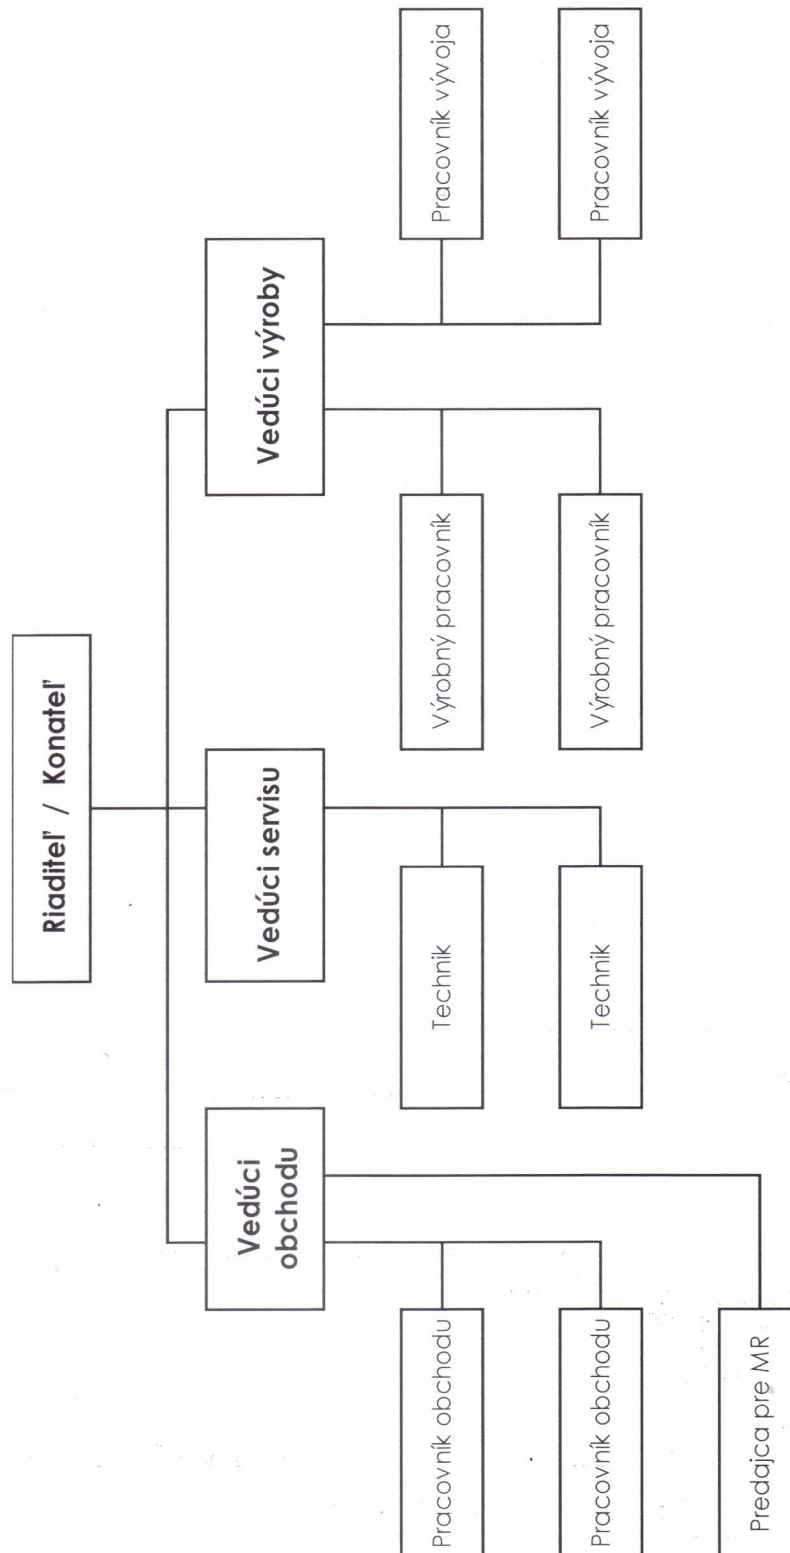 Riaditeľ / Konateľ
Vedúci
obchodu
Vedúci servisu
Vedúci výroby
Pracovník obchodu
Technik
Výrobný pracovník
Pracovník vývoja
Pracovník obchodu
Technik
Výrobný pracovník
Pracovník vývoja
Predajca pre MR